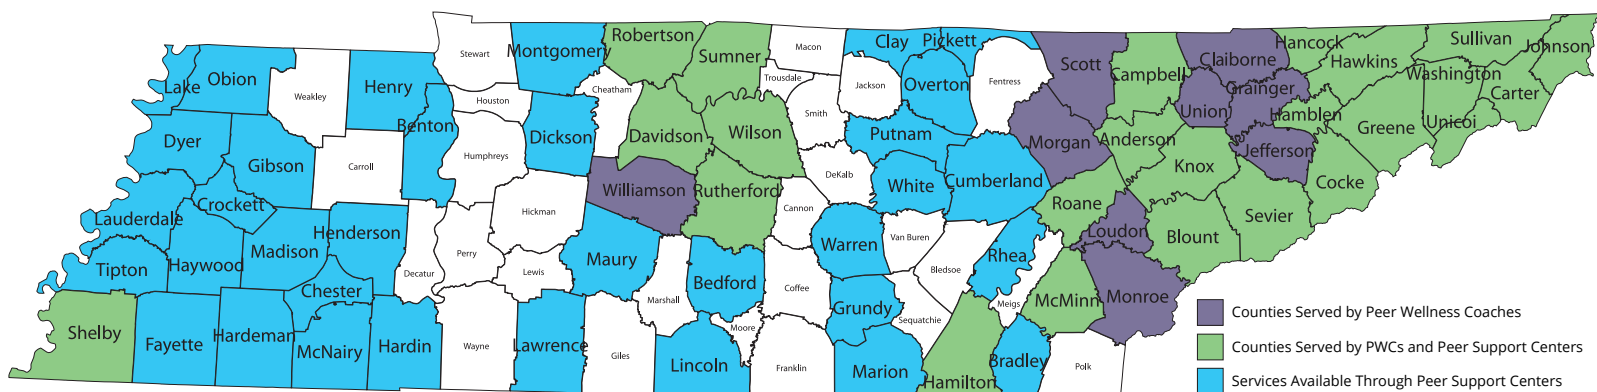 Stewart
Montgomery
Robertson
Sumner
Macon
Clay
Pickett
Scott
Campbell
Claiborne
Hancock
Hawkins
Sullivan
Johnson
Lake
Obion
Weakley
Henry
Benton
Houston
Cheatham
Trousdale
Smith
Jackson
Overton
Fentress
Union
Grainger
Hamblen
Washington
Carter
Unicoi
Greene
Dyer
Gibson
Carroll
Humphreys
Dickson
Davidson
Wilson
Putnam
Morgan
Anderson
Knox
Jefferson
Cocke
Lauderdale
Crockett
Madison
Henderson
Hickman
Williamson
Rutherford
Cannon
DeKalb
White
Cumberland
Roane
Loudon
Blount
Sevier
Tipton
Haywood
Chester
Decatur
Perry
Lewis
Maury
Marshall
Bedford
Coffee
Warren
Van Buren
Bledsoe
Rhea
Meigs
McMinn
Monroe
Shelby
Fayette
Hardeman
McNairy
Hardin
Wayne
Lawrence
Giles
Lincoln
Moore
Franklin
Grundy
Sequatchie
Marion
Hamilton
Bradley
Polk
Counties Served by Peer Wellness Coaches
Counties Served by PWCs and Peer Support Centers
Services Available Through Peer Support Centers